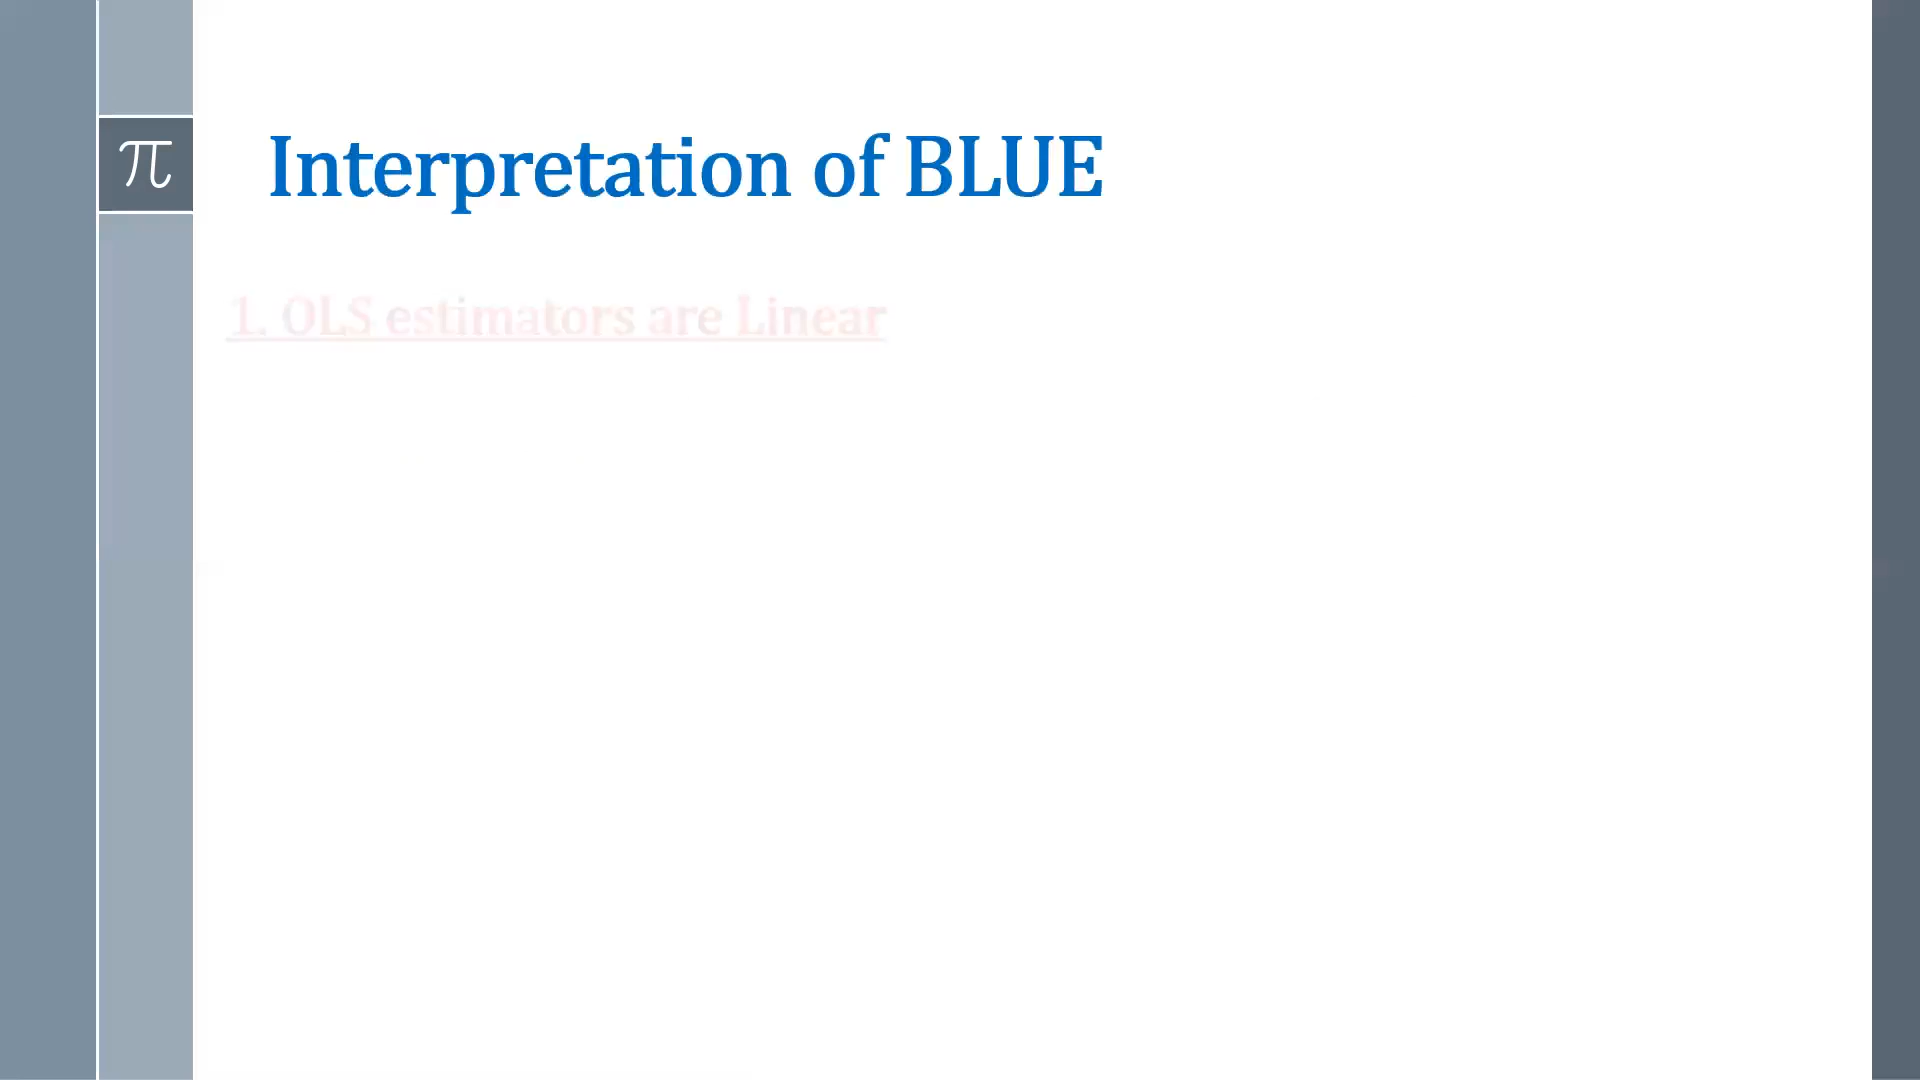 π
Interpretation of BLUE
1. OLS estimators are Linear